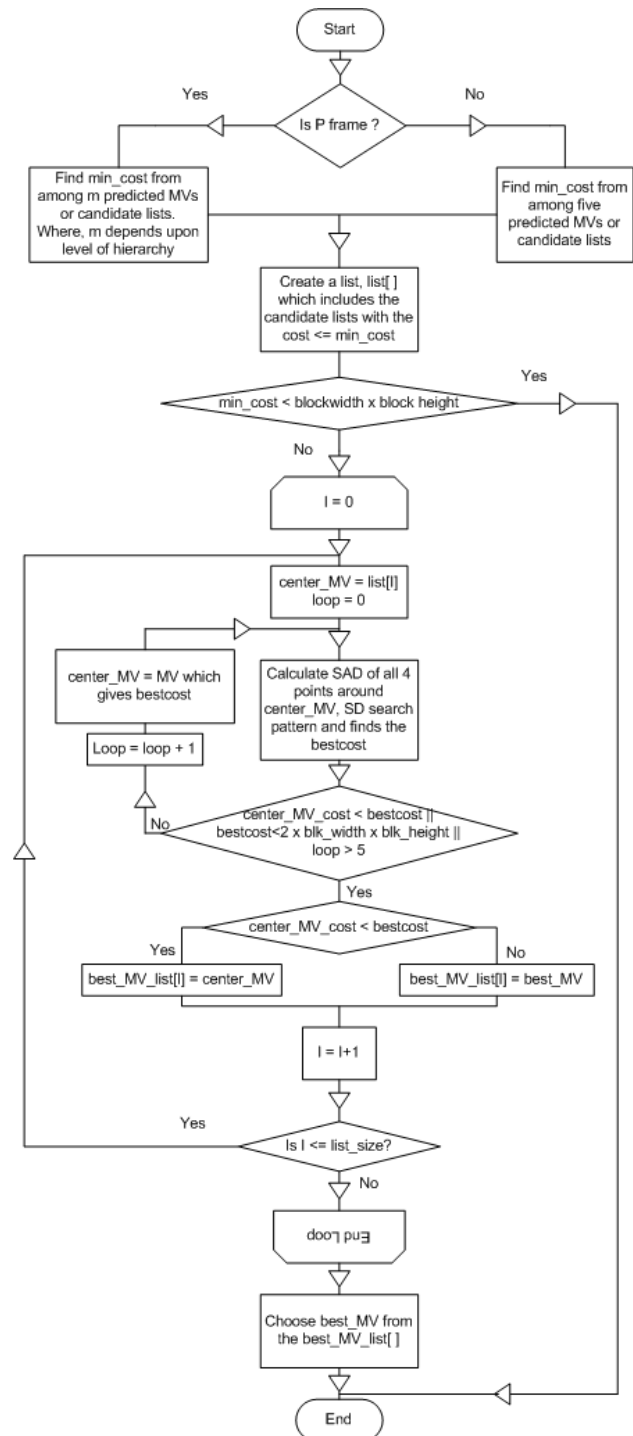 Start
Yes
No
Is P frame ?
Find min_cost from
among m predicted MVs
or candidate lists.
Where, m depends upon
level of hierarchy
Find min_cost from
among five
predicted MVs or
candidate lists
Create a list, list[ ]
which includes the
candidate lists with the
cost <= min_cost
Yes
min_cost < blockwidth x block height
No
I = 0
center_MV = list[I]
loop = 0
center_MV = MV which
gives bestcost
Calculate SAD of all 4
points around
center_MV, SD search
pattern and finds the
bestcost
Loop = loop + 1
No
center_MV_cost < bestcost ||
bestcost<2 x blk_width x blk_height ||
loop > 5
Yes
center_MV_cost < bestcost
Yes
No
best_MV_list[I] = center_MV
best_MV_list[I] = best_MV
I = I+1
Yes
Is I <= list_size?
No
End Loop
Choose best_MV from
the best_MV_list[ ]
End